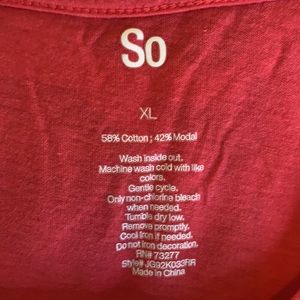 So
XL
58% Cotton ; 42% Modal
Wash inside out.
Machine wash cold with like
colors.
Gentle cycle.
Only non-chlorine bleach
when needed.
Tumble dry low.
Remove promptly.
Cool iron if needed.
Do not iron decoration.
RN# 73277
Style# JG92K033RR
Made in China